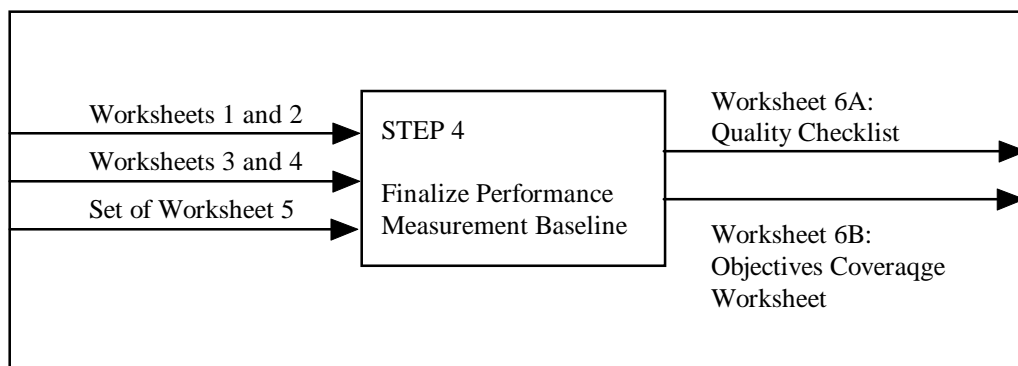 Worksheets 1 and 2
Worksheets 3 and 4
Set of Worksheet 5
STEP 4
Finalize Performance
Measurement Baseline
Worksheet 6A:
Quality Checklist
Worksheet 6B:
Objectives Coveraqge
Worksheet